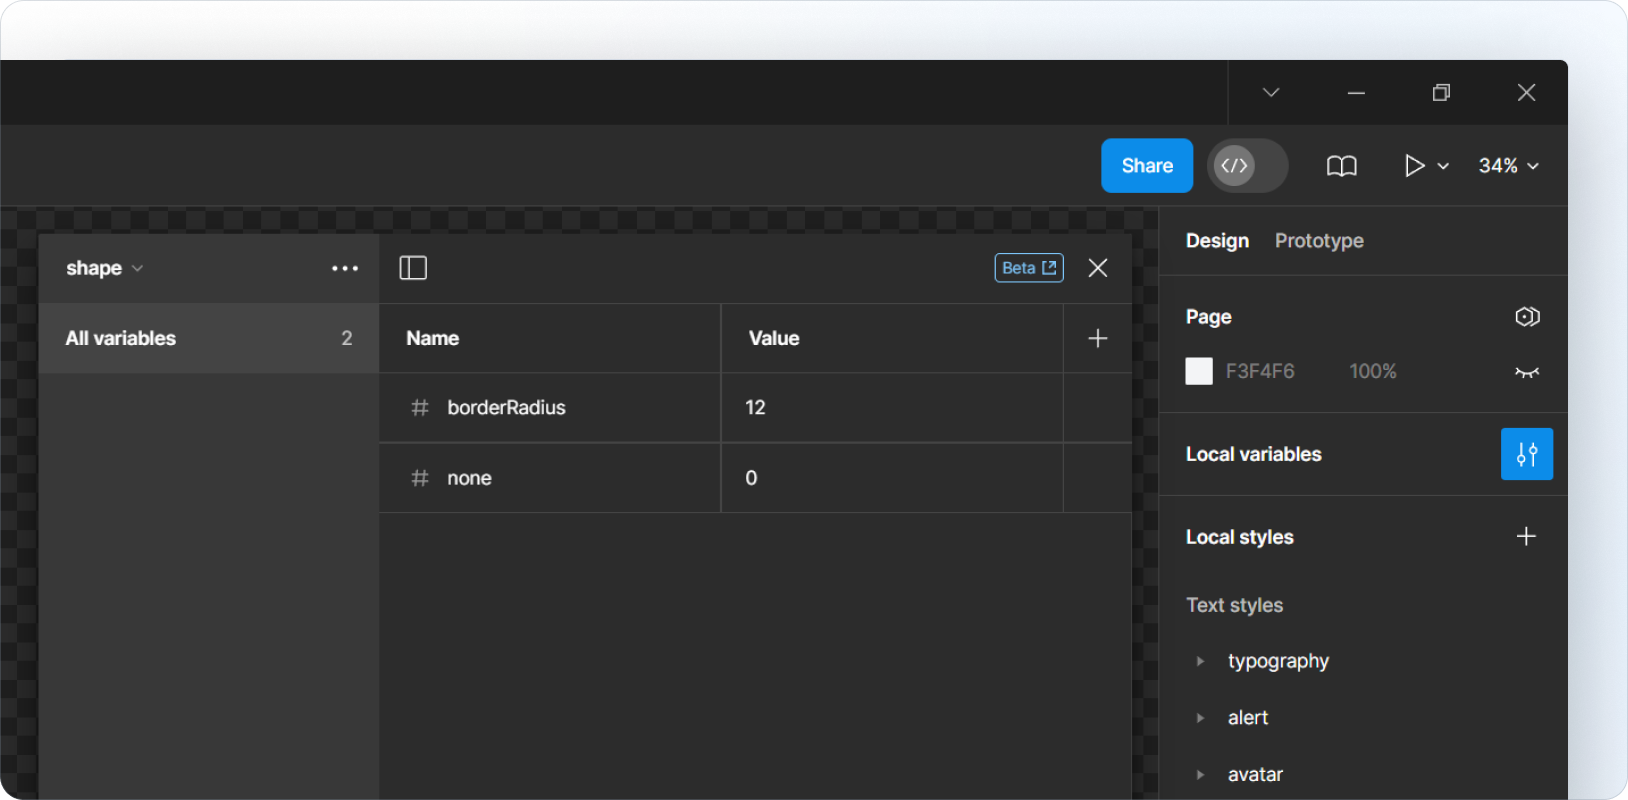 Share
34%
shape
Beta
Design Prototype
All variables 2
Name Value
Page
F3F4F6 100%
# borderRadius 12
Local variables
# none 0
Local styles
Text styles
typography
alert
avatar